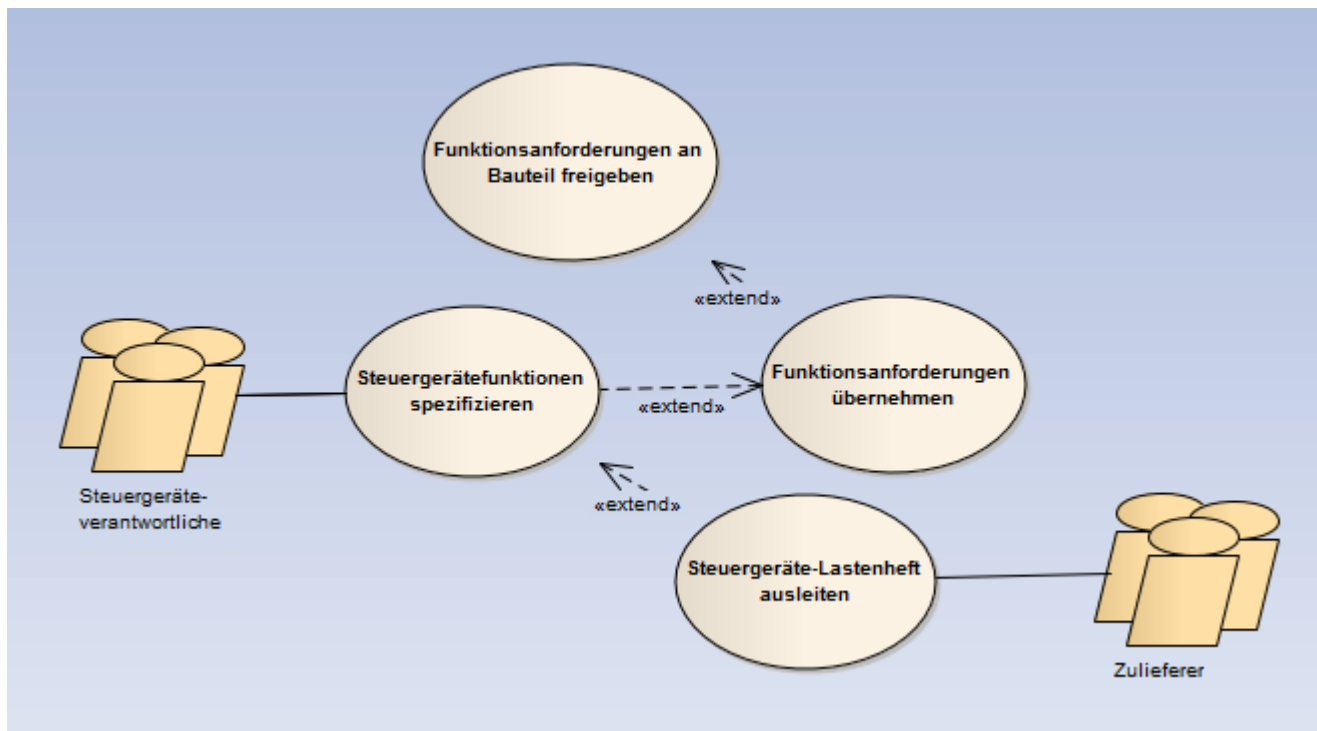 Funktionsanforderungen an
Bauteil freigeben
«extend»
Steuergerätefunktionen
spezifizieren
«extend»
Funktionsanforderungen
übernehmen
«extend»
Steuergeräte-
verantwortliche
Steuergeräte-Lastenheft
ausleiten
Zulieferer